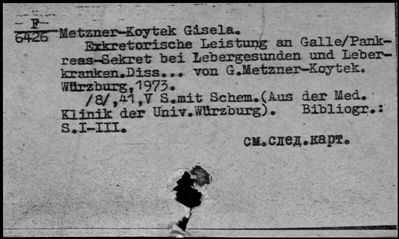 F
6426
Metzner-Koytek Gisela.
Exkretorische Leistung an Galle/Pank-
reas-Sekret bei Lebergesunden und Leber-
kranken.Diss... von G.Metzner-Koytek.
Würzburg,1973.
/8/,41,V S.mit Schem.(Aus der Med.
Klinik der Univ.Würzburg). Bibliogr.:
S.I-III.
см.след.карт.